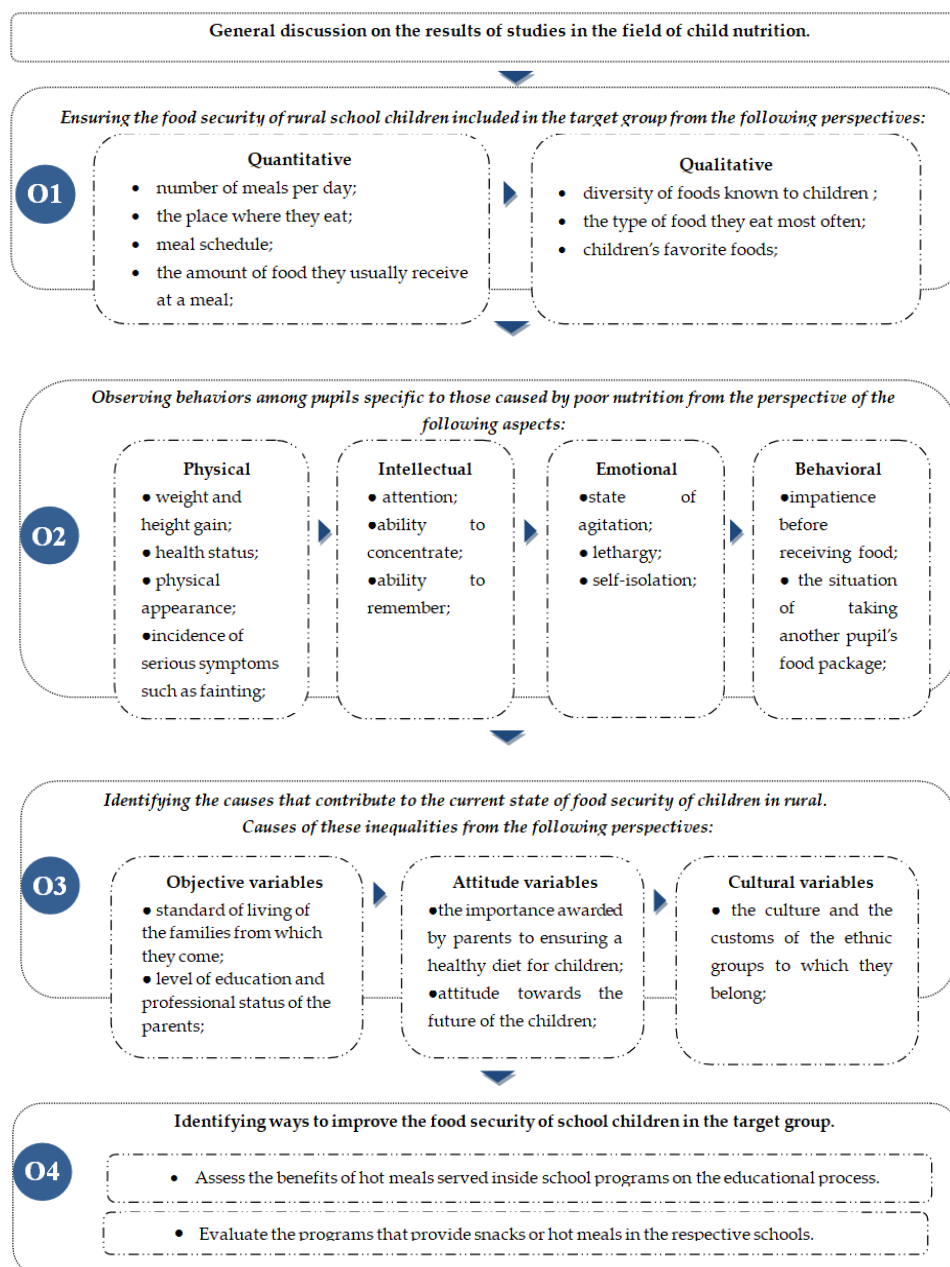 General discussion on the results of studies in the field of child nutrition.
Ensuring the food security of rural school children included in the target group from the following perspectives:
O1
Quantitative
• number of meals per day;
• the place where they eat;
• meal schedule;
• the amount of food they usually receive
at a meal;
Qualitative
• diversity of foods known to children ;
• the type of food they eat most often;
• children's favorite foods;
Observing behaviors among pupils specific to those caused by poor nutrition from the perspective of the
following aspects:
O2
Physical
● weight and
height gain;
● health status;
● physical
appearance;
●incidence of
serious symptoms
such as fainting;
Intellectual
● attention;
●ability to
concentrate;
●ability to
remember;
Emotional
●state of
agitation;
● lethargy;
● self-isolation;
Behavioral
●impatience
before
receiving food;
● the situation
of taking
another pupil's
food package;
Identifying the causes that contribute to the current state of food security of children in rural.
Causes of these inequalities from the following perspectives:
O3
Objective variables
● standard of living of
the families from which
they come;
● level of education and
professional status of the
parents;
Attitude variables
●the importance awarded
by parents to ensuring a
healthy diet for children;
●attitude towards the
future of the children;
Cultural variables
● the culture and the
customs of the ethnic
groups to which they
belong;
Identifying ways to improve the food security of school children in the target group.
O4
• Assess the benefits of hot meals served inside school programs on the educational process.
• Evaluate the programs that provide snacks or hot meals in the respective schools.